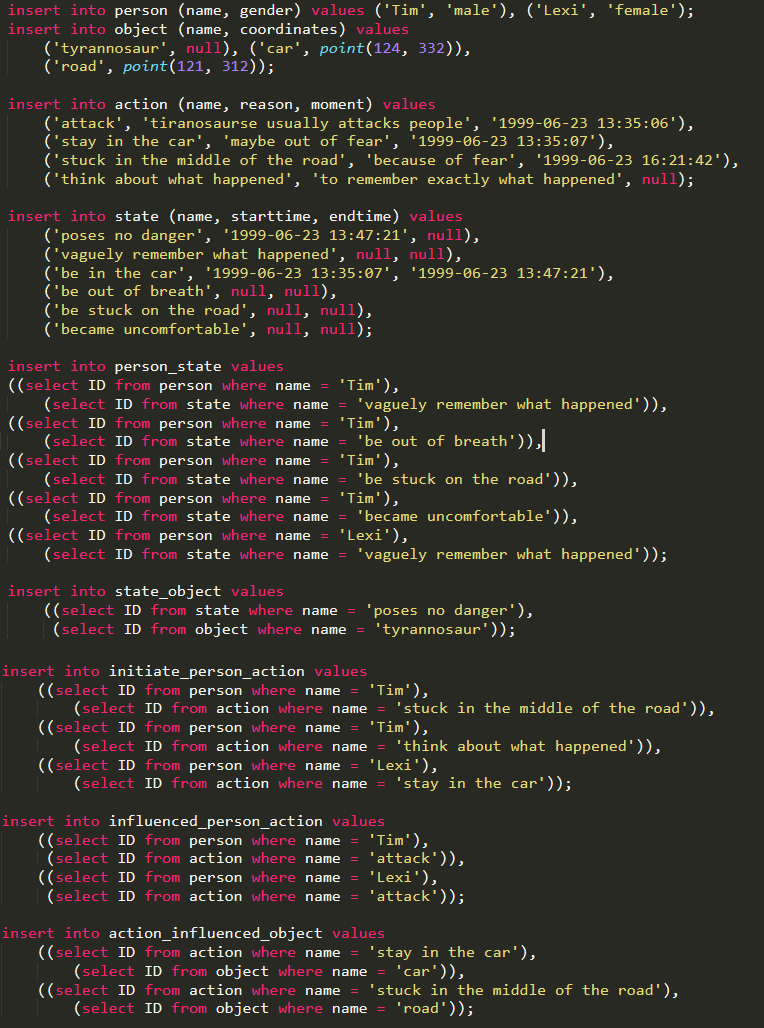 insert into person (name, gender) values ('Tim', 'male'), ('Lexi', 'female');
insert into object (name, coordinates) values
    ('tyrannosaur', null), ('car', point(124, 332)),
    ('road', point(121, 312));

insert into action (name, reason, moment) values
    ('attack', 'tiranosaurse usually attacks people', '1999-06-23 13:35:06'),
    ('stay in the car', 'maybe out of fear', '1999-06-23 13:35:07'),
    ('stuck in the middle of the road', 'because of fear', '1999-06-23 16:21:42'),
    ('think about what happened', 'to remember exactly what happened', null);

insert into state (name, starttime, endtime) values
    ('poses no danger', '1999-06-23 13:47:21', null),
    ('vaguely remember what happened', null, null),
    ('be in the car', '1999-06-23 13:35:07', '1999-06-23 13:47:21'),
    ('be out of breath', null, null),
    ('be stuck on the road', null, null),
    ('became uncomfortable', null, null);

insert into person_state values
((select ID from person where name = 'Tim'),
    (select ID from state where name = 'vaguely remember what happened')),
((select ID from person where name = 'Tim'),
    (select ID from state where name = 'be out of breath')),
((select ID from person where name = 'Tim'),
    (select ID from state where name = 'be stuck on the road')),
((select ID from person where name = 'Tim'),
    (select ID from state where name = 'became uncomfortable')),
((select ID from person where name = 'Lexi'),
    (select ID from state where name = 'vaguely remember what happened'));

insert into state_object values
    ((select ID from state where name = 'poses no danger'),
     (select ID from object where name = 'tyrannosaur'));

insert into initiate_person_action values
    ((select ID from person where name = 'Tim'),
        (select ID from action where name = 'stuck in the middle of the road')),
    ((select ID from person where name = 'Tim'),
        (select ID from action where name = 'think about what happened')),
    ((select ID from person where name = 'Lexi'),
        (select ID from action where name = 'stay in the car'));

insert into influenced_person_action values
    ((select ID from person where name = 'Tim'),
     (select ID from action where name = 'attack')),
    ((select ID from person where name = 'Lexi'),
     (select ID from action where name = 'attack'));

insert into action_influenced_object values
    ((select ID from action where name = 'stay in the car'),
        (select ID from object where name = 'car')),
    ((select ID from action where name = 'stuck in the middle of the road'),
        (select ID from object where name = 'road'));